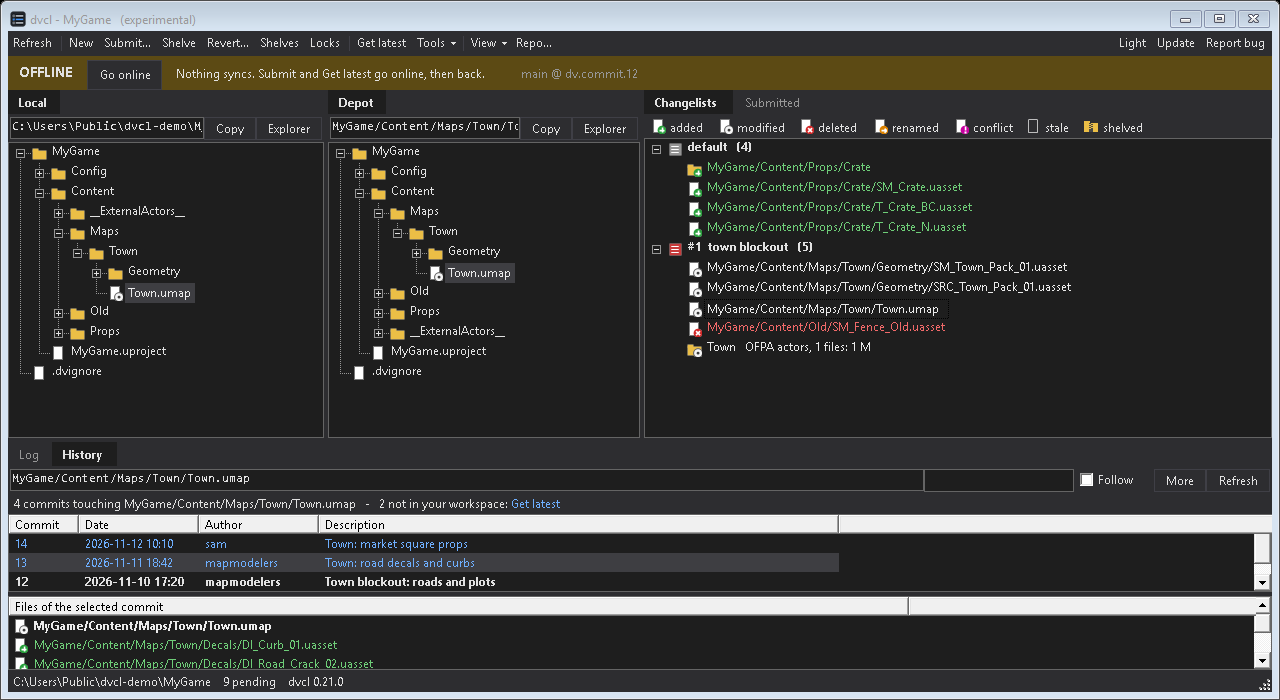 dvcl - MyGame (experimental)
Refresh New Submit... Shelve Revert... Shelves Locks Get latest Tools View Repo... Light Update Report bug
OFFLINE Go online Nothing syncs. Submit and Get latest go online, then back. main @ dv.commit.12
Local
C:\Users\Public\dvcl-demo\M Copy Explorer
MyGame
Config
Content
__ExternalActors__
Maps
Town
Geometry
Town.umap
Old
Props
MyGame.uproject
.dvignore
Depot
MyGame/Content/Maps/Town/To Copy Explorer
MyGame
Config
Content
Maps
Town
Geometry
Town.umap
Old
Props
__ExternalActors__
MyGame.uproject
.dvignore
Changelists Submitted
added modified deleted renamed conflict stale shelved
default (4)
MyGame/Content/Props/Crate
MyGame/Content/Props/Crate/SM_Crate.uasset
MyGame/Content/Props/Crate/T_Crate_BC.uasset
MyGame/Content/Props/Crate/T_Crate_N.uasset
#1 town blockout (5)
MyGame/Content/Maps/Town/Geometry/SM_Town_Pack_01.uasset
MyGame/Content/Maps/Town/Geometry/SRC_Town_Pack_01.uasset
MyGame/Content/Maps/Town/Town.umap
MyGame/Content/Old/SM_Fence_Old.uasset
Town OFPA actors, 1 files: 1 M
Log History
MyGame/Content/Maps/Town/Town.umap Follow More Refresh
4 commits touching MyGame/Content/Maps/Town/Town.umap - 2 not in your workspace: Get latest
Commit Date Author Description
14 2026-11-12 10:10 sam Town: market square props
13 2026-11-11 18:42 mapmodelers Town: road decals and curbs
12 2026-11-10 17:20 mapmodelers Town blockout: roads and plots
Files of the selected commit
MyGame/Content/Maps/Town/Town.umap
MyGame/Content/Maps/Town/Decals/DI_Curb_01.uasset
MyGame/Content/Maps/Town/Decals/DI_Road_Crack_02.uasset
C:\Users\Public\dvcl-demo\MyGame 9 pending dvcl 0.21.0